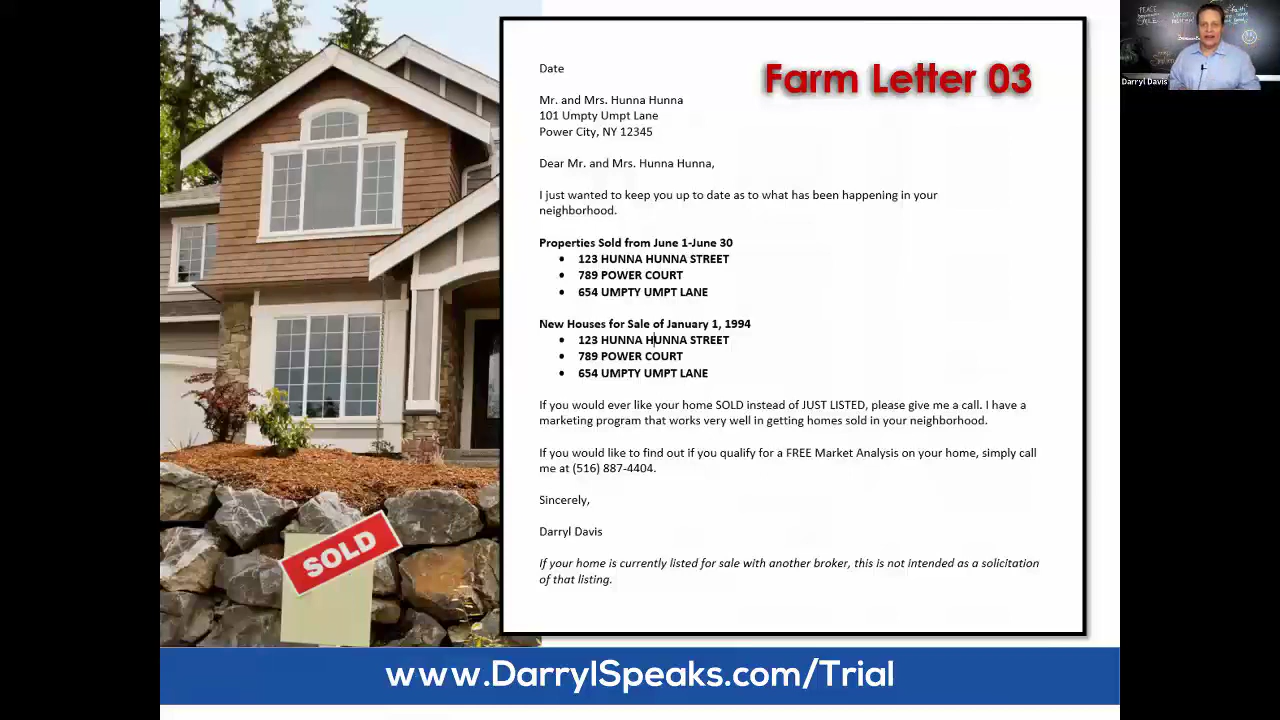 Farm Letter 03
Date
Mr. and Mrs. Hunna Hunna
101 Umpty Umpt Lane
Power City, NY 12345
Dear Mr. and Mrs. Hunna Hunna,
I just wanted to keep you up to date as to what has been happening in your
neighborhood.
Properties Sold from June 1-June 30
• 123 HUNNA HUNNA STREET
• 789 POWER COURT
• 654 UMPTY UMPT LANE
New Houses for Sale of January 1, 1994
• 123 HUNNA HUNNA STREET
• 789 POWER COURT
• 654 UMPTY UMPT LANE
If you would ever like your home SOLD instead of JUST LISTED, please give me a call. I have a
marketing program that works very well in getting homes sold in your neighborhood.
If you would like to find out if you qualify for a FREE Market Analysis on your home, simply call
me at (516) 887-4404.
Sincerely,
Darryl Davis
If your home is currently listed for sale with another broker, this is not intended as a solicitation
of that listing.
SOLD
www.DarrylSpeaks.com/Trial
Darryl Davis